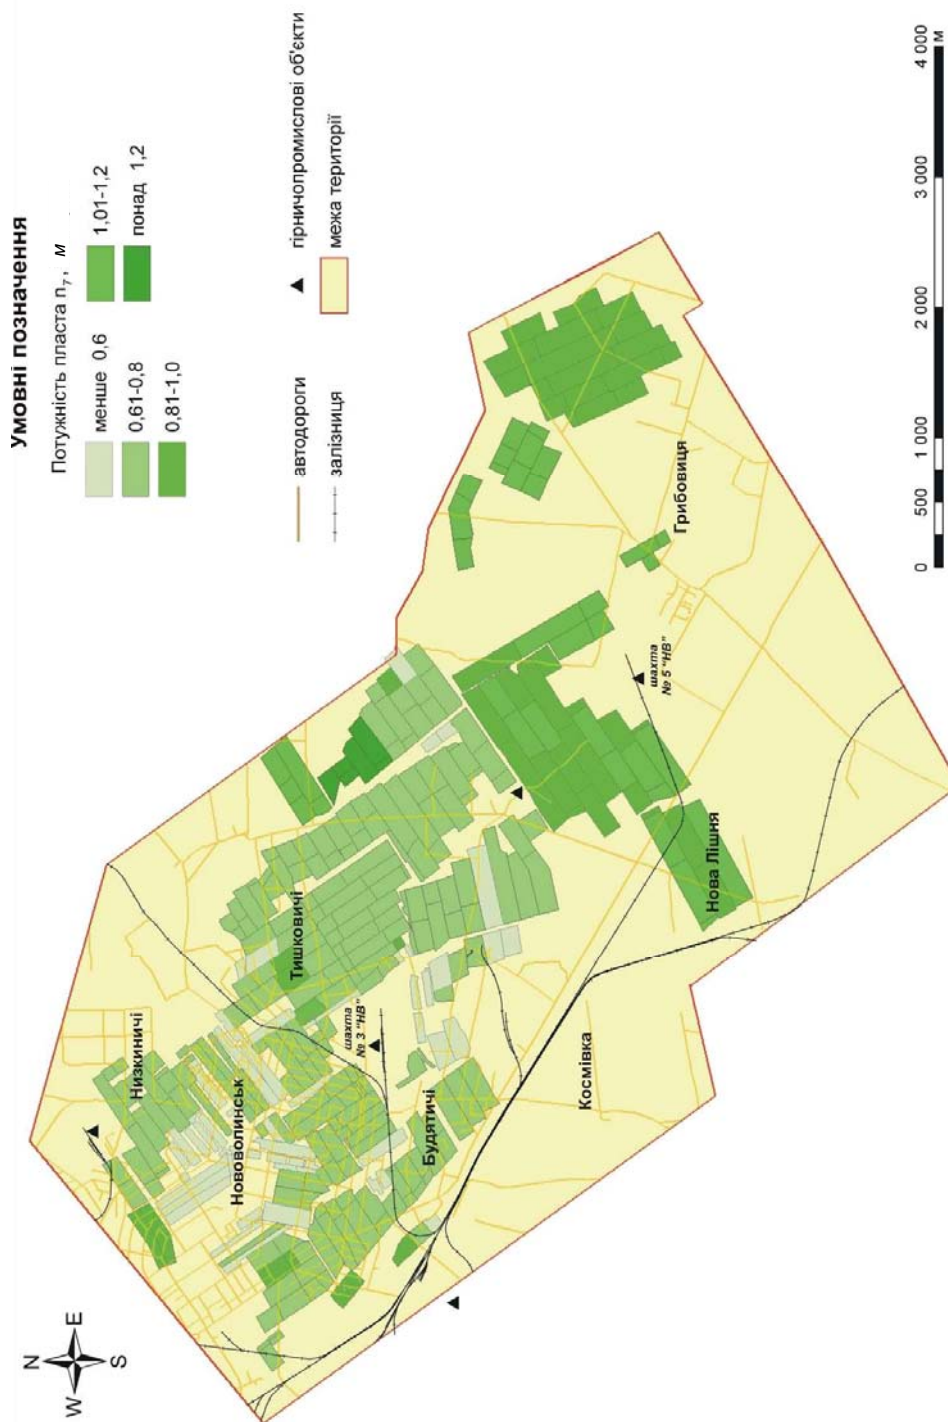 Умовні позначення
Потужність пласта n₇, м
менше 0,6
0,61-0,8
0,81-1,0
1,01-1,2
понад 1,2
автодороги
залізниця
гірничопромислові об'єкти
межа території
N
W
E
S
Низкиничі
Нововолинськ
Тишковичі
шахта
№ 3 "НВ"
Будятичі
Космівка
Нова Лішня
шахта
№ 5 "НВ"
Грибовиця
0
500
1 000
2 000
3 000
4 000
м